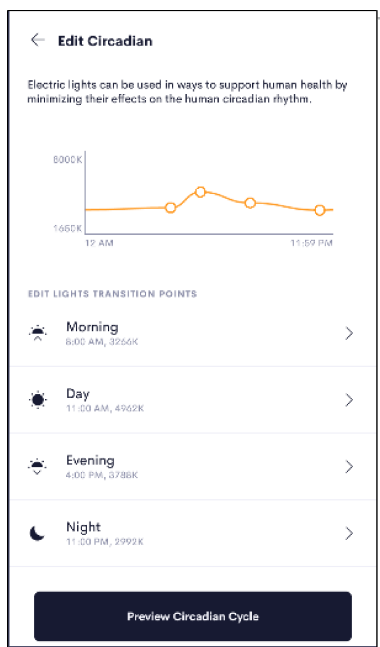 Edit Circadian
Electric lights can be used in ways to support human health by
minimizing their effects on the human circadian rhythm.
8000K
1650K
12 AM
11:59 PM
EDIT LIGHTS TRANSITION POINTS
Morning
8:00 AM, 3266K
Day
11:00 AM, 4962K
Evening
4:00 PM, 3788K
Night
11:00 PM, 2992K
Preview Circadian Cycle